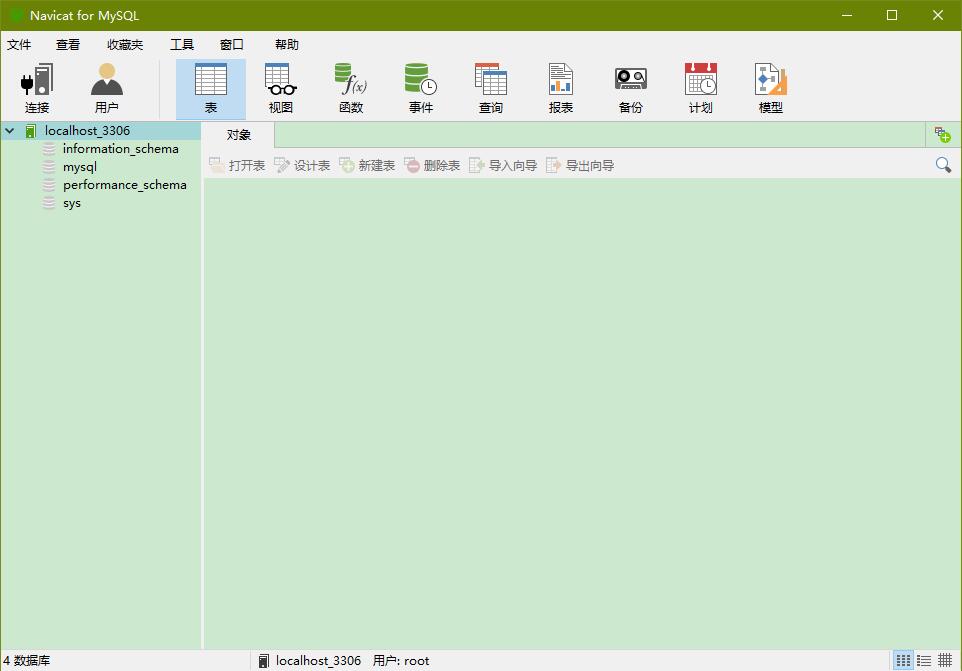 Navicat for MySQL
文件 查看 收藏夹 工具 窗口 帮助
连接 用户 表 视图 函数 事件 查询 报表 备份 计划 模型
localhost_3306
对象
information_schema
打开表 设计表 新建表 删除表 导入向导 导出向导
mysql
performance_schema
sys
4 数据库 localhost_3306 用户: root